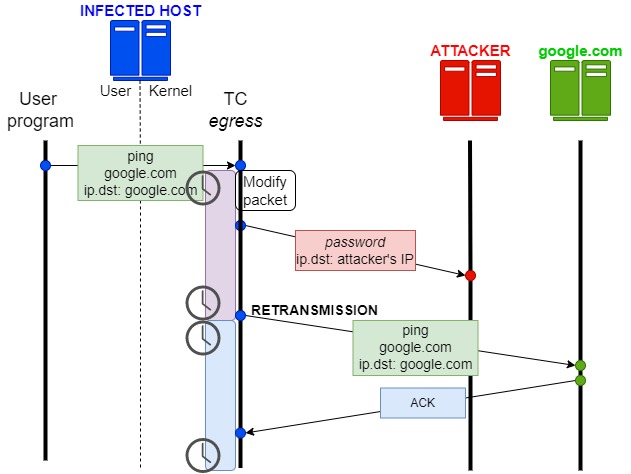 INFECTED HOST
ATTACKER
google.com
User
Kernel
User
program
TC
egress
ping
google.com
ip.dst: google.com
Modify
packet
password
ip.dst: attacker's IP
RETRANSMISSION
ping
google.com
ip.dst: google.com
ACK